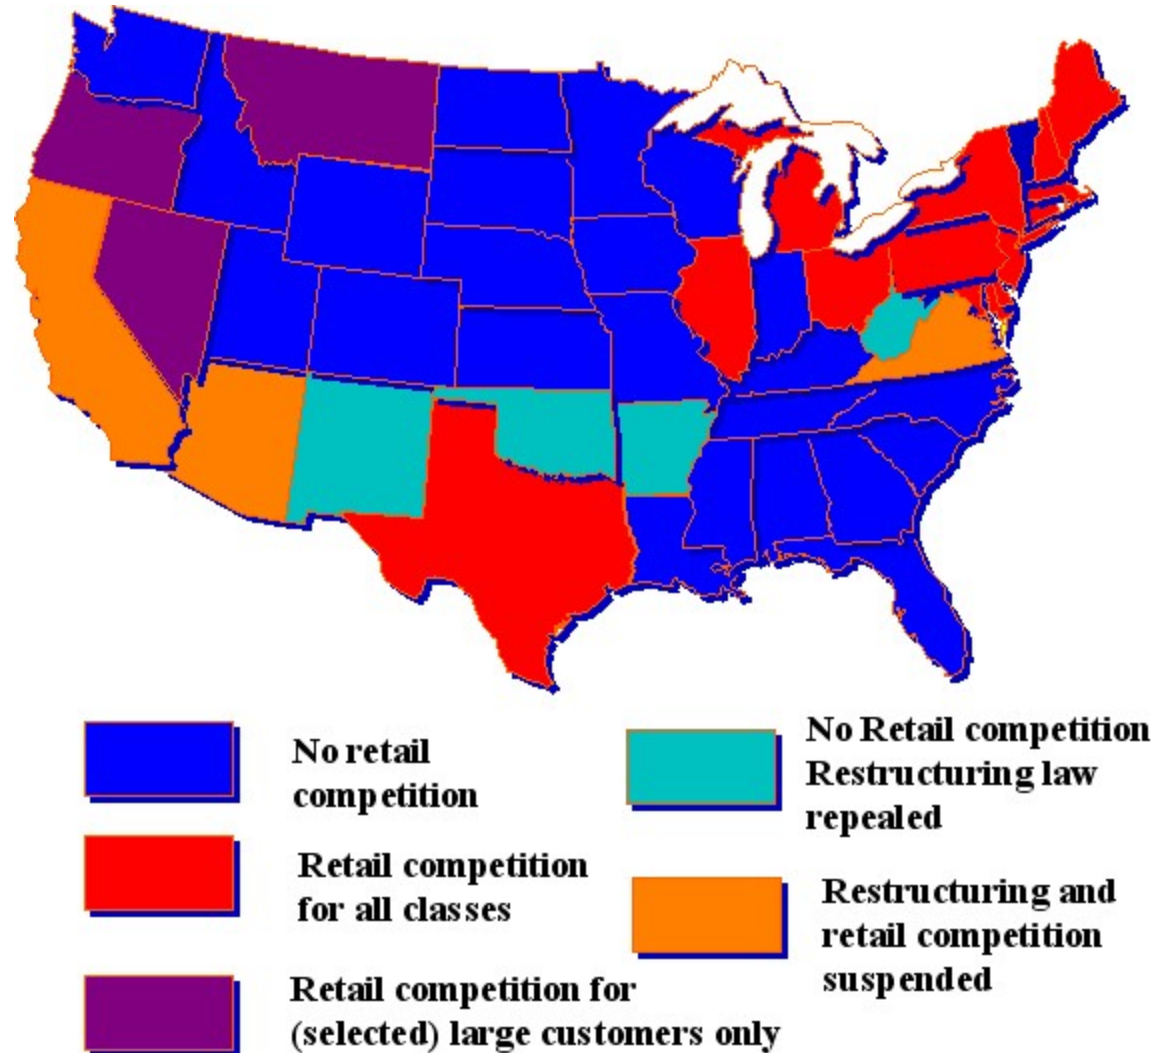 No retail
competition
Retail competition
for all classes
Retail competition for
(selected) large customers only
No Retail competition
Restructuring law
repealed
Restructuring and
retail competition
suspended